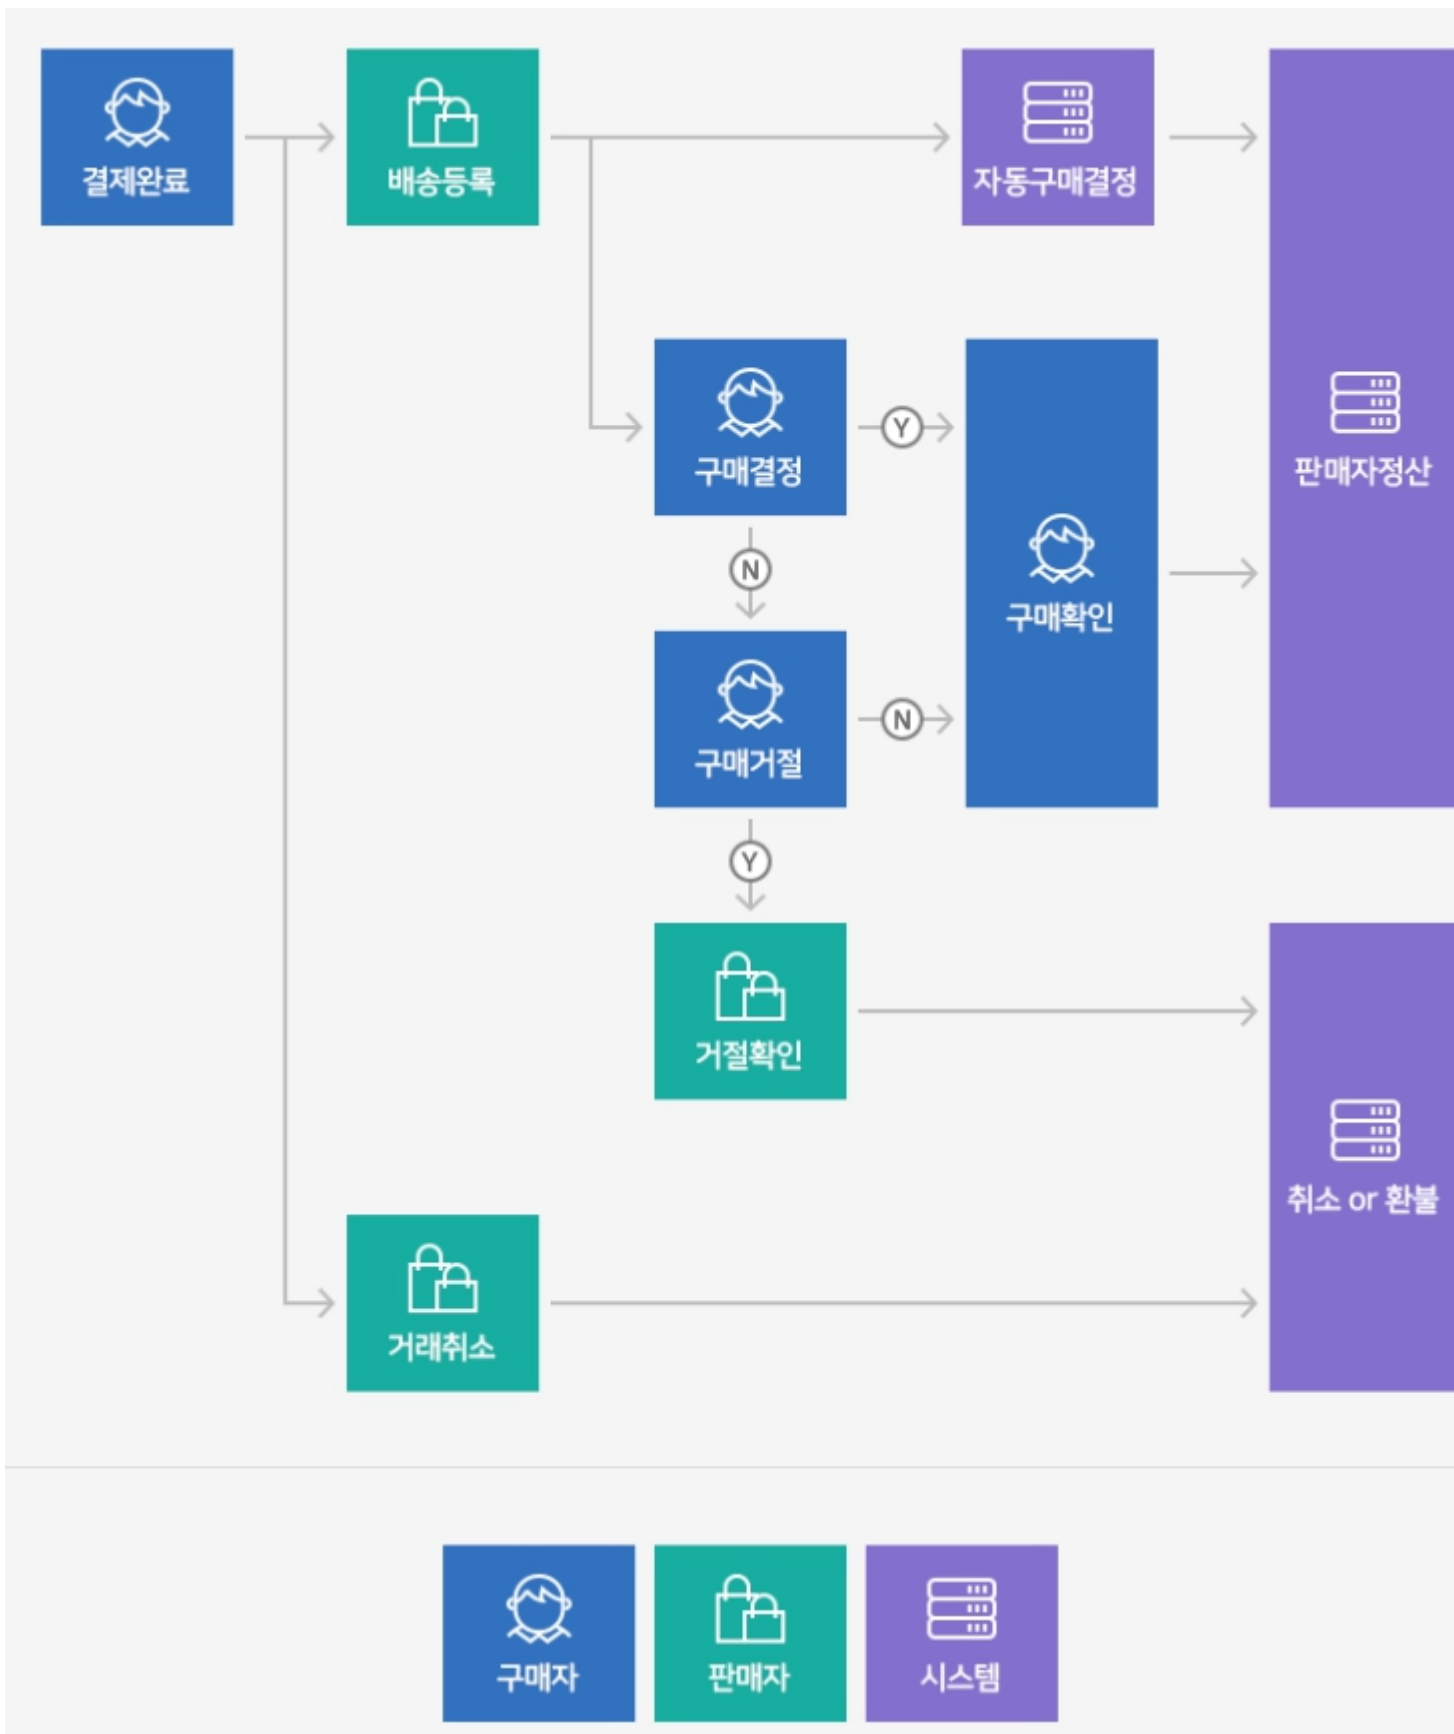 결제완료
배송등록
자동구매결정
구매결정
Y
판매자정산
N
구매확인
구매거절
N
Y
거절확인
취소 or 환불
거래취소
구매자
판매자
시스템